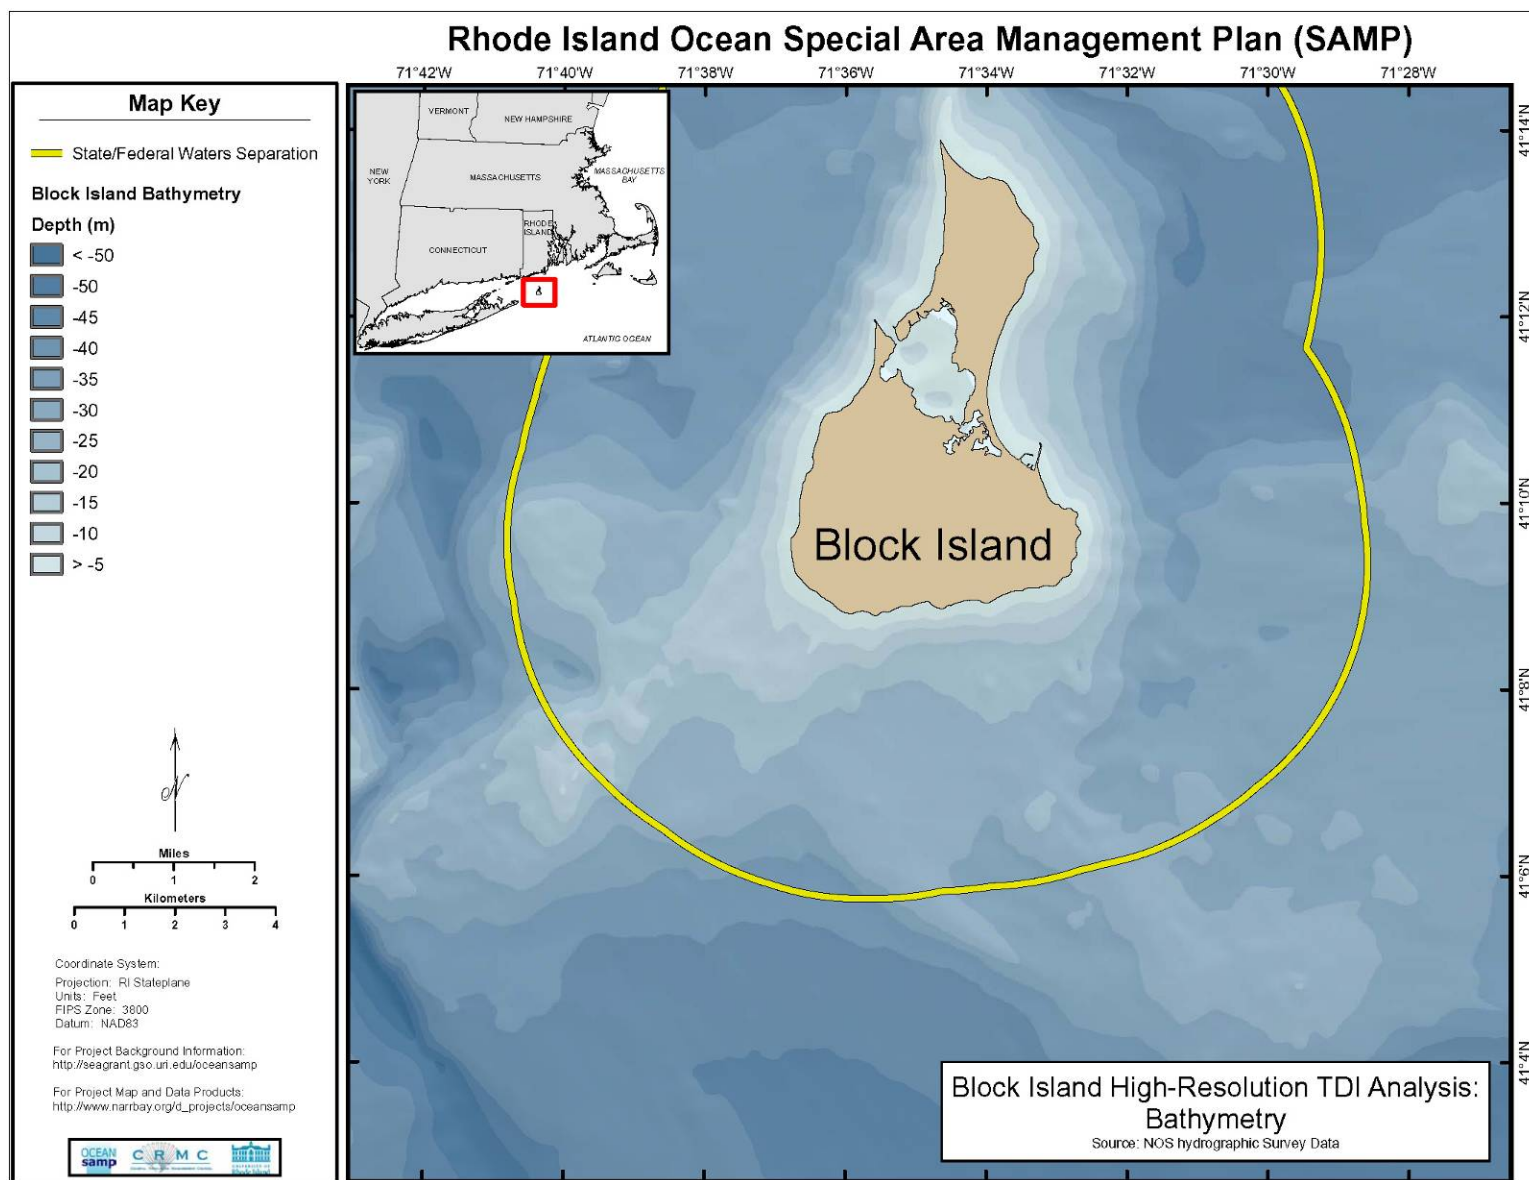 Rhode Island Ocean Special Area Management Plan (SAMP)
71°42'W
71°40'W
71°38'W
71°36'W
71°34'W
71°32'W
71°30'W
71°28'W
Map Key
State/Federal Waters Separation
Block Island Bathymetry
Depth (m)
< -50
-50
-45
-40
-35
-30
-25
-20
-15
-10
> -5
Miles
0 1 2
Kilometers
0 1 2 3 4
Coordinate System:
Projection: RI Stateplane
Units: Feet
FIPS Zone: 3800
Datum: NAD83
For Project Background Information:
http://seagrant.gso.uri.edu/oceansamp
For Project Map and Data Products:
http://www.narrbay.org/d_projects/oceansamp
OCEAN
samp
C R M C
VERMONT
NEW HAMPSHIRE
NEW
YORK
MASSACHUSETTS
MASSACHUSETTS
BAY
CONNECTICUT
RHODE
ISLAND
ATLANTIC OCEAN
Block Island
41°14'N
41°12'N
41°10'N
41°8'N
41°6'N
41°4'N
Block Island High-Resolution TDI Analysis:
Bathymetry
Source: NOS hydrographic Survey Data